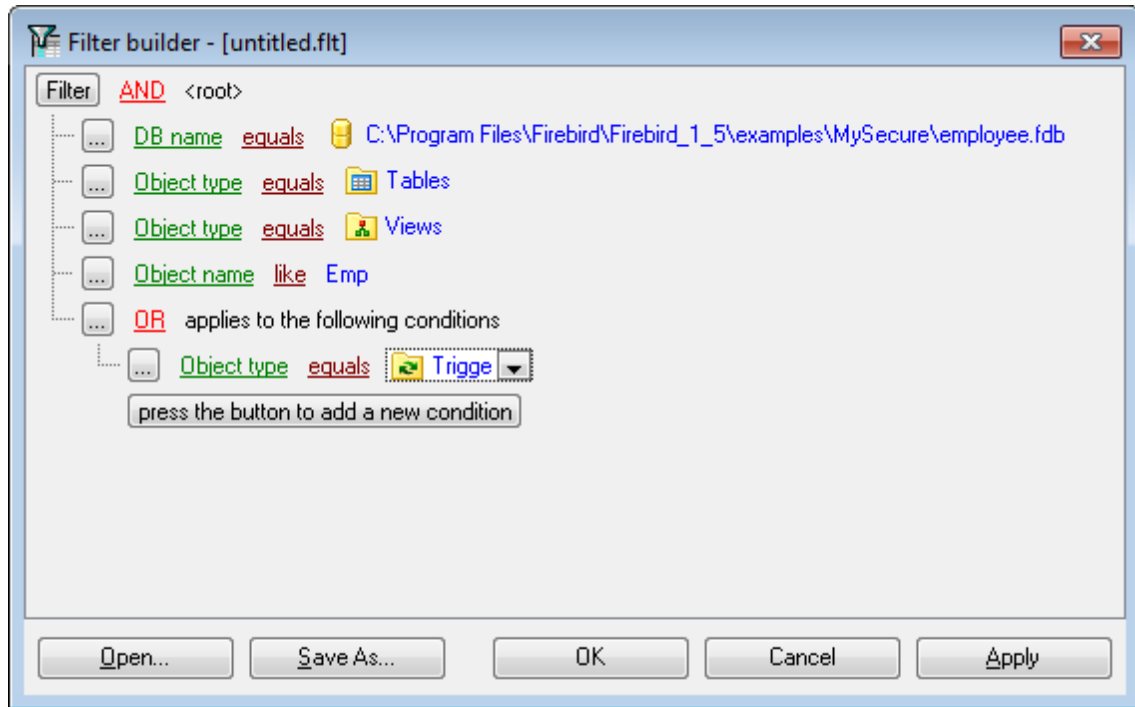 Filter builder - [untitled.flt]
Filter AND <root>
... DB name equals C:\Program Files\Firebird\Firebird_1_5\examples\MySecure\employee.fdb
... Object type equals Tables
... Object type equals Views
... Object name like Emp
... OR applies to the following conditions
... Object type equals Trigge
press the button to add a new condition
Open... Save As... OK Cancel Apply